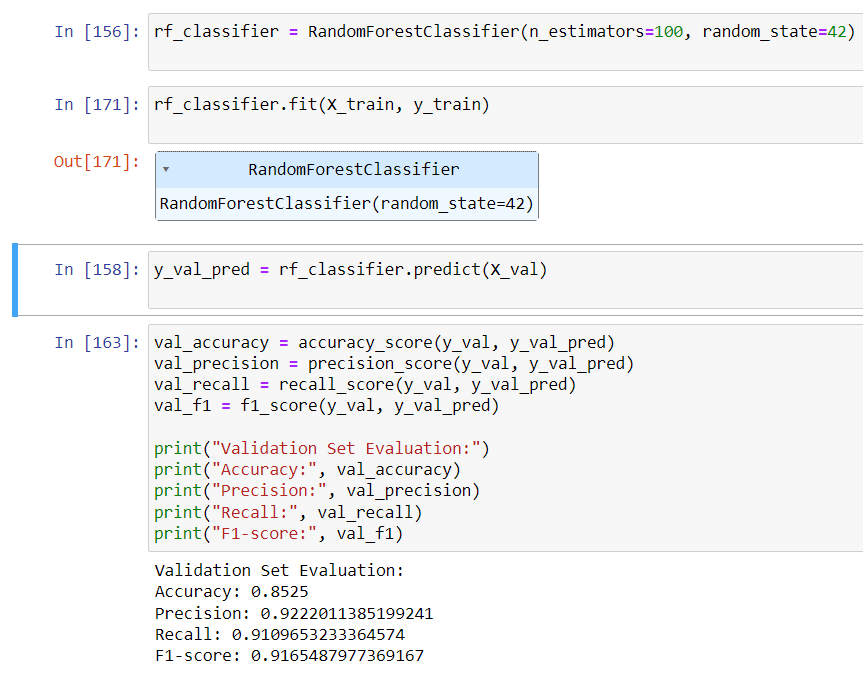 In [156]: rf_classifier = RandomForestClassifier(n_estimators=100, random_state=42)
In [171]: rf_classifier.fit(X_train, y_train)
Out[171]: ▾ RandomForestClassifier
RandomForestClassifier(random_state=42)
In [158]: y_val_pred = rf_classifier.predict(X_val)
In [163]: val_accuracy = accuracy_score(y_val, y_val_pred)
val_precision = precision_score(y_val, y_val_pred)
val_recall = recall_score(y_val, y_val_pred)
val_f1 = f1_score(y_val, y_val_pred)
print("Validation Set Evaluation:")
print("Accuracy:", val_accuracy)
print("Precision:", val_precision)
print("Recall:", val_recall)
print("F1-score:", val_f1)
Validation Set Evaluation:
Accuracy: 0.8525
Precision: 0.9222011385199241
Recall: 0.9109653233364574
F1-score: 0.9165487977369167